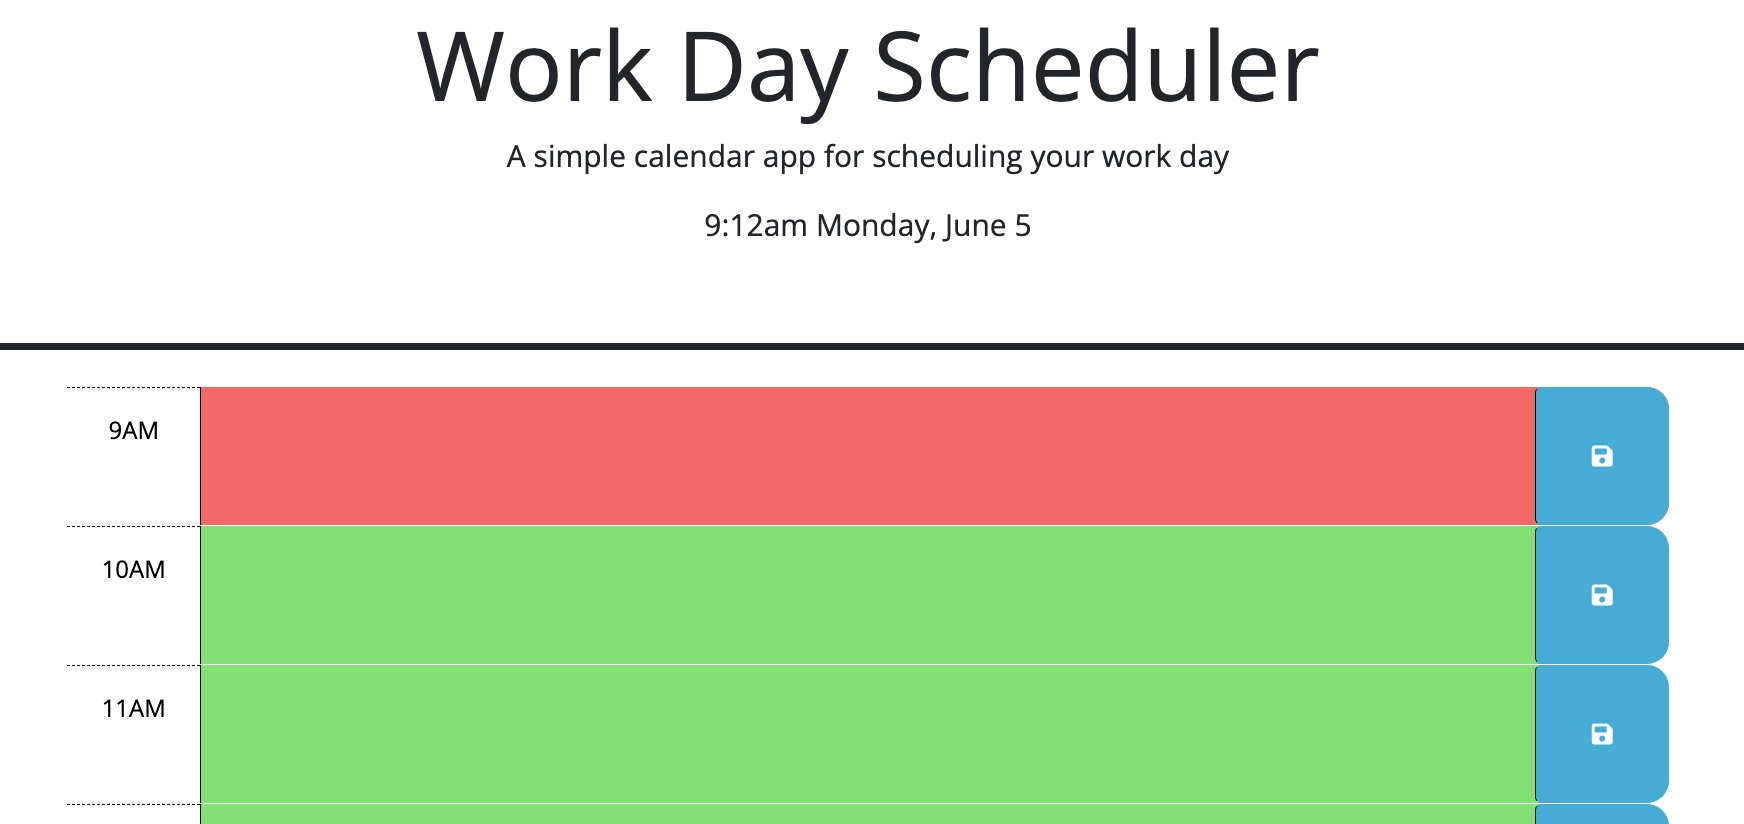 Work Day Scheduler
A simple calendar app for scheduling your work day
9:12am Monday, June 5
9AM
10AM
11AM